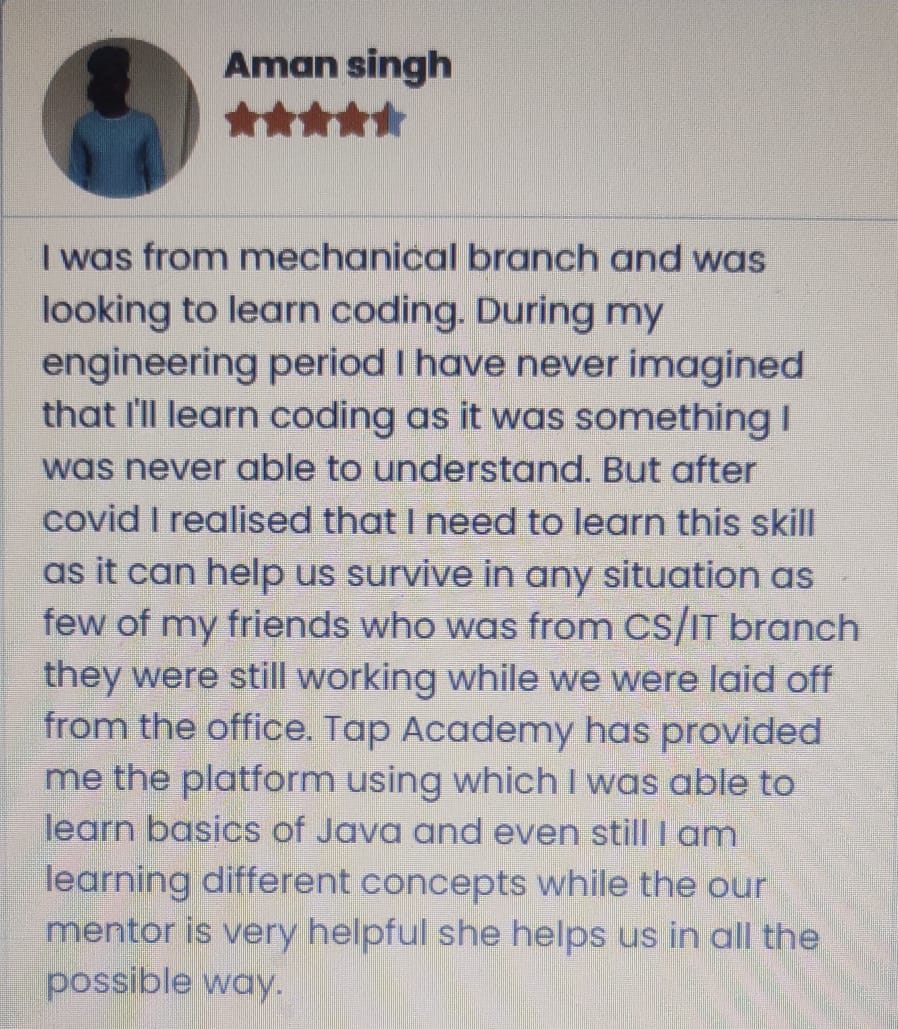 Aman singh
I was from mechanical branch and was
looking to learn coding. During my
engineering period I have never imagined
that I'll learn coding as it was something I
was never able to understand. But after
covid I realised that I need to learn this skill
as it can help us survive in any situation as
few of my friends who was from CS/IT branch
they were still working while we were laid off
from the office. Tap Academy has provided
me the platform using which I was able to
learn basics of Java and even still I am
learning different concepts while the our
mentor is very helpful she helps us in all the
possible way.